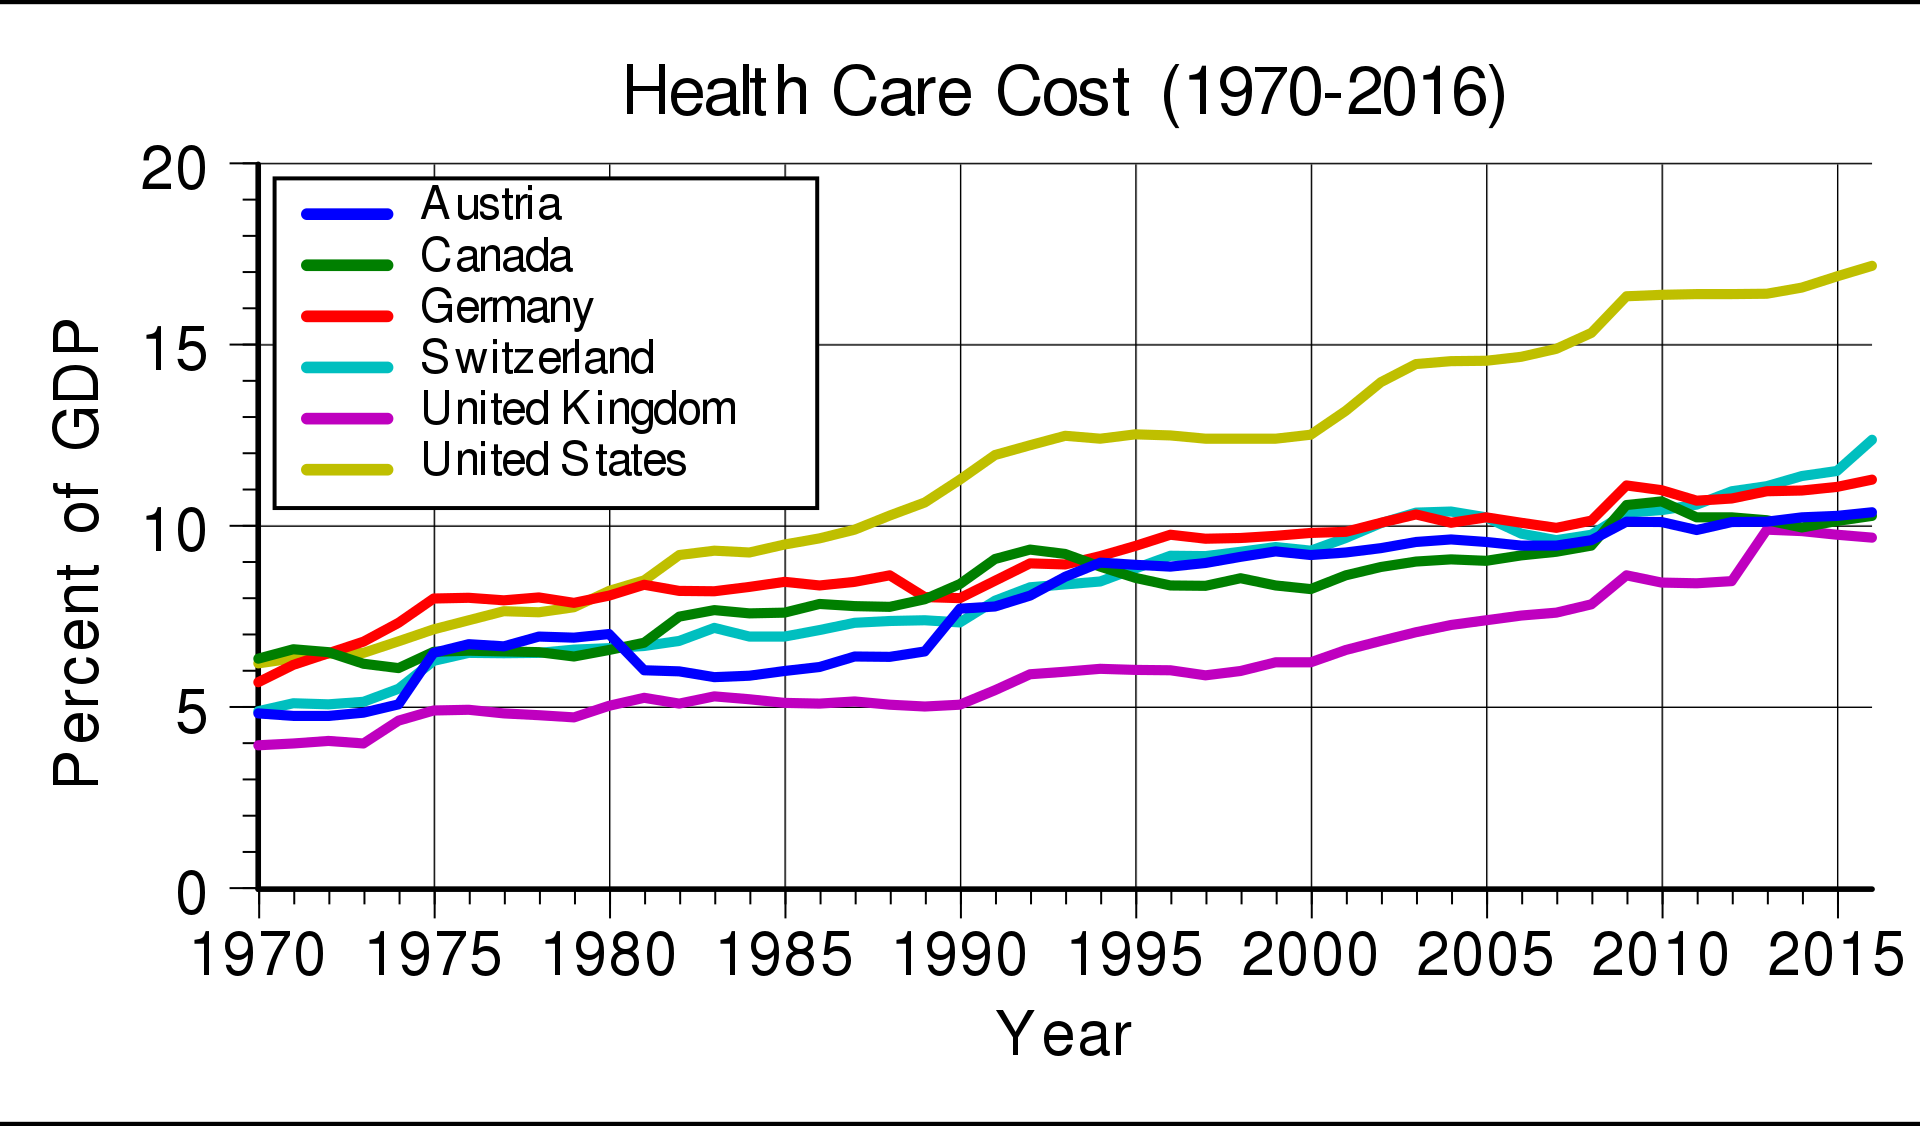 Health Care Cost (1970-2016)
20
15
10
5
0
Percent of GDP
Austria
Canada
Germany
Switzerland
United Kingdom
United States
1970 1975 1980 1985 1990 1995 2000 2005 2010 2015
Year